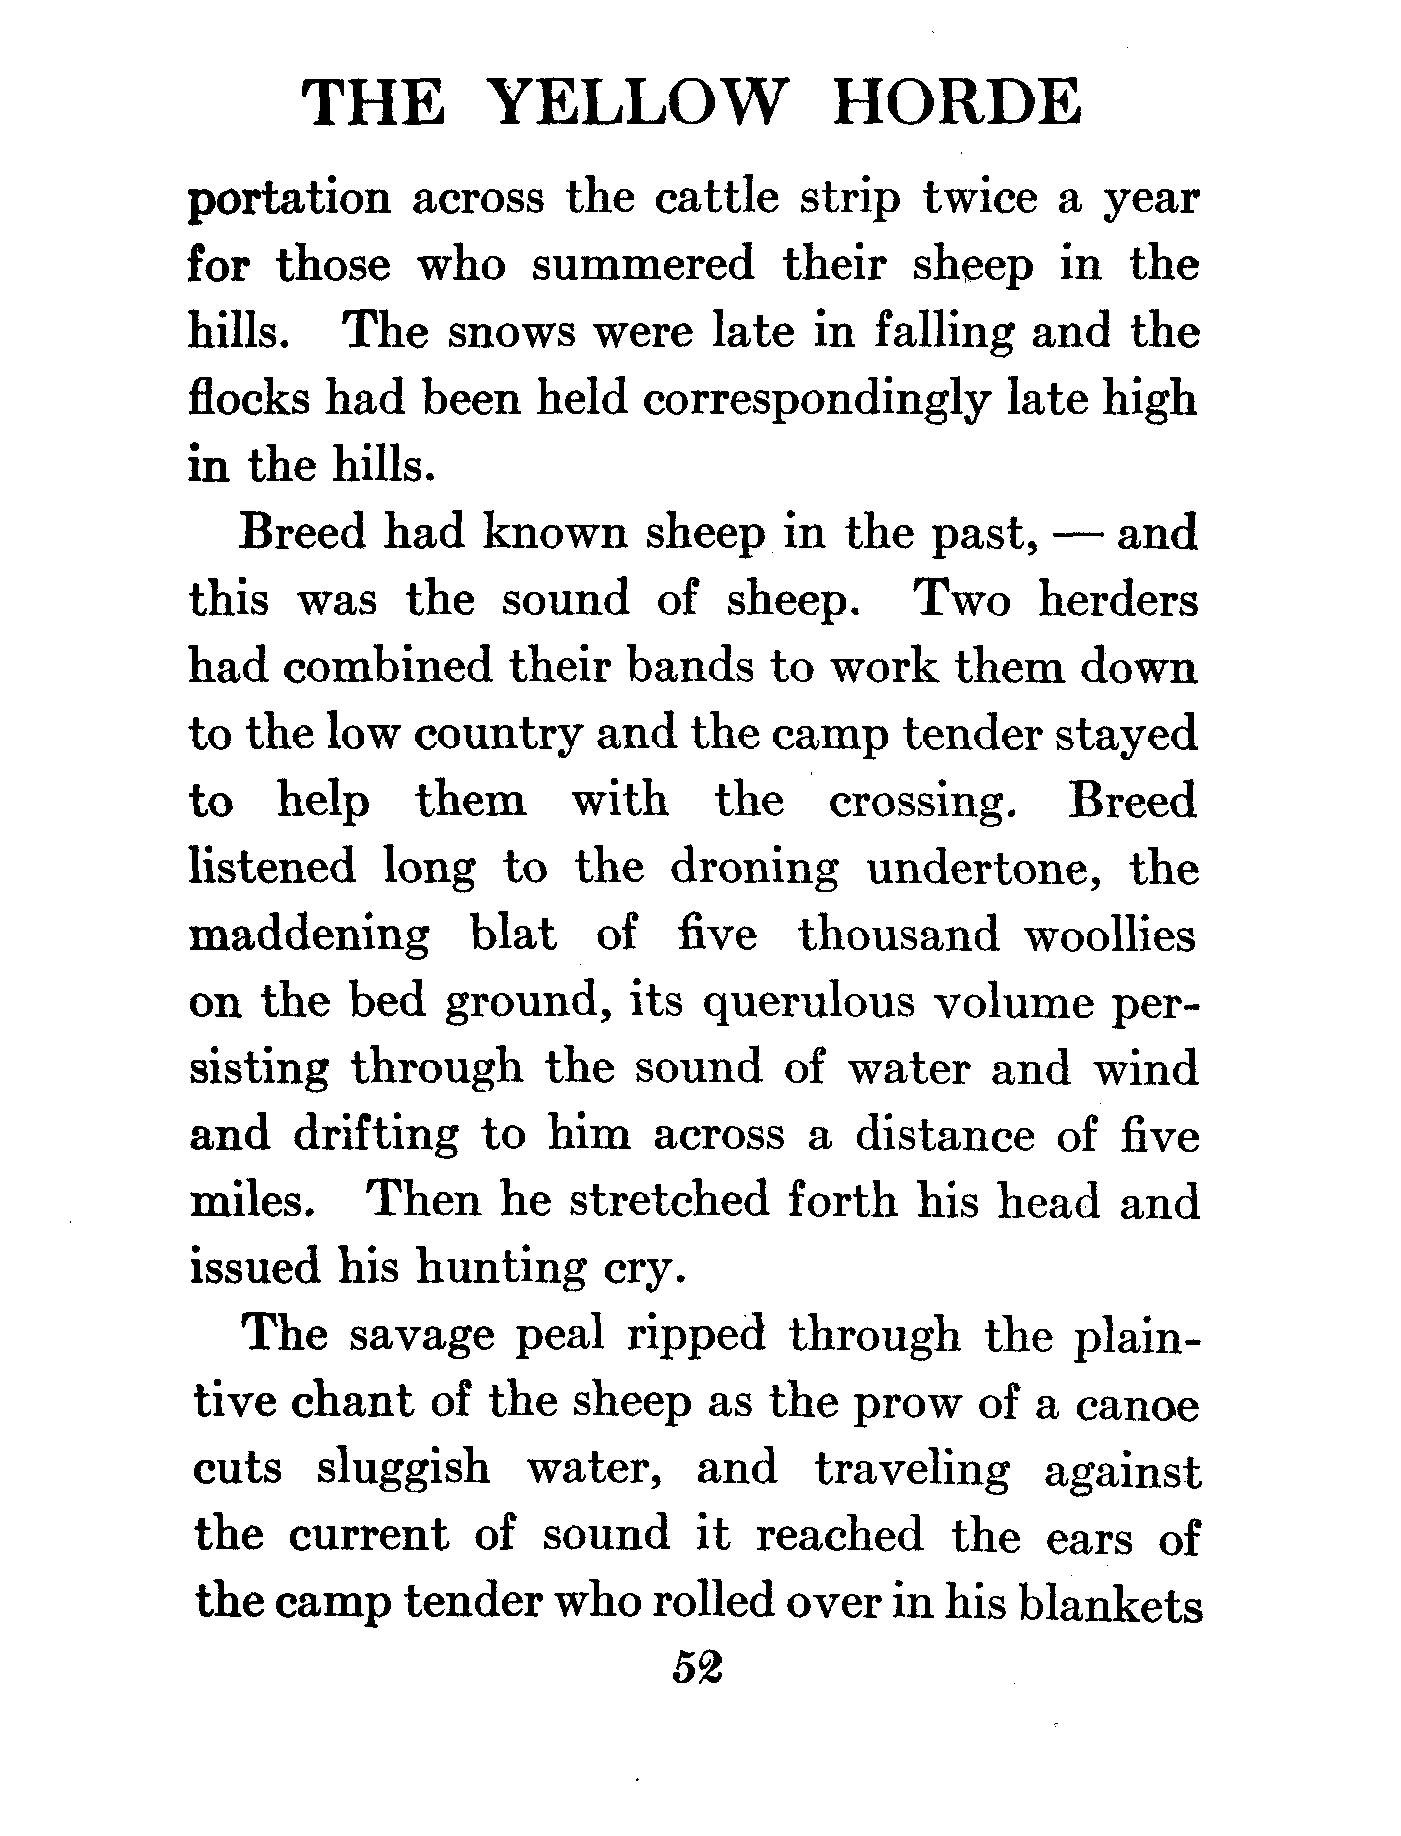 THE YELLOW HORDE
portation across the cattle strip twice a year
for those who summered their sheep in the
hills. The snows were late in falling and the
flocks had been held correspondingly late high
in the hills.
Breed had known sheep in the past, — and
this was the sound of sheep. Two herders
had combined their bands to work them down
to the low country and the camp tender stayed
to help them with the crossing. Breed
listened long to the droning undertone, the
maddening blat of five thousand woollies
on the bed ground, its querulous volume per-
sisting through the sound of water and wind
and drifting to him across a distance of five
miles. Then he stretched forth his head and
issued his hunting cry.
The savage peal ripped through the plain-
tive chant of the sheep as the prow of a canoe
cuts sluggish water, and traveling against
the current of sound it reached the ears of
the camp tender who rolled over in his blankets
52